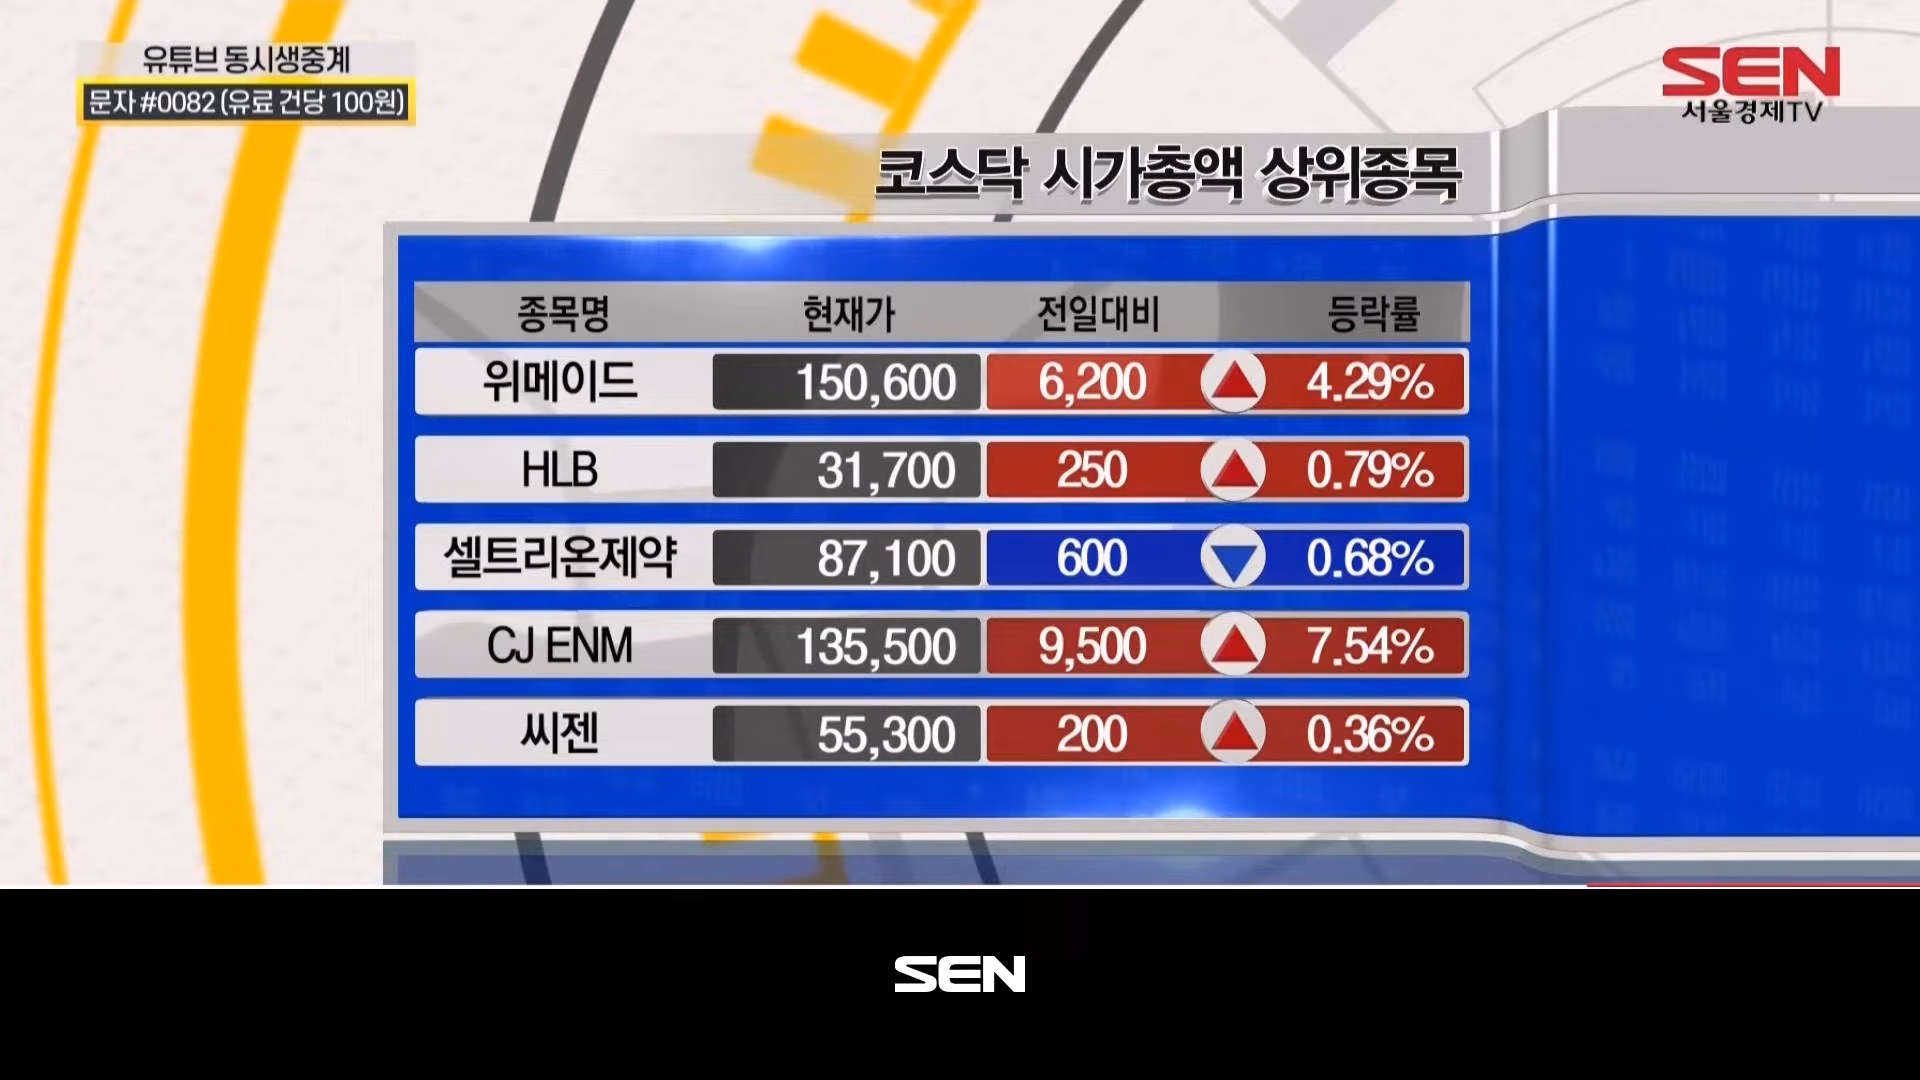 유튜브 동시생중계
문자 #0082 (유료 건당 100원)
SEN
서울경제TV
코스닥 시가총액 상위종목
종목명 현재가 전일대비 등락률
위메이드 150,600 6,200 ▲ 4.29%
HLB 31,700 250 ▲ 0.79%
셀트리온제약 87,100 600 ▼ 0.68%
CJ ENM 135,500 9,500 ▲ 7.54%
씨젠 55,300 200 ▲ 0.36%
SEN